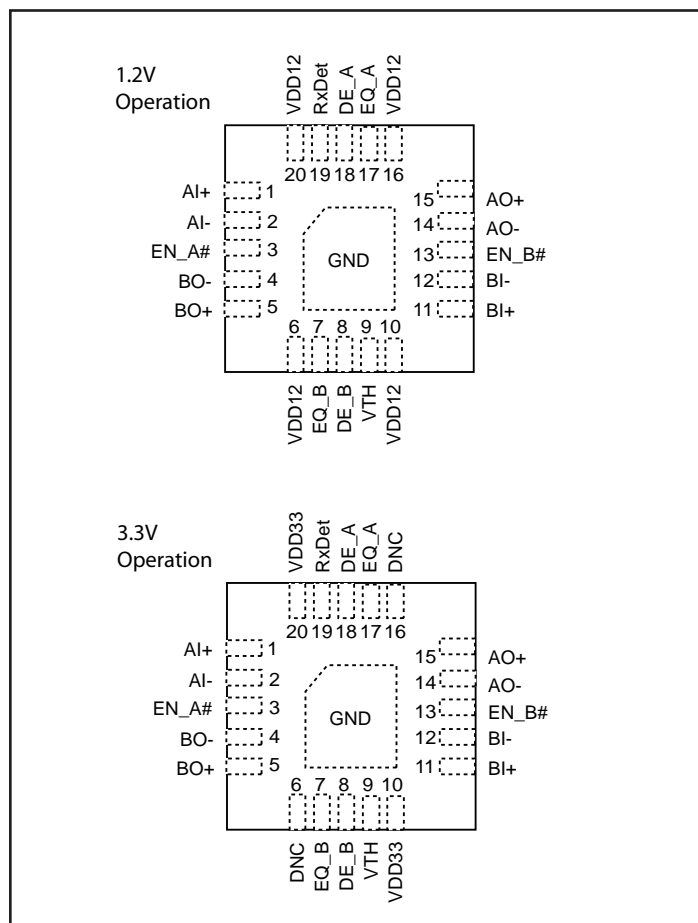 1.2V
Operation
VDD12 RxDet DE_A EQ_A VDD12
20 19 18 17 16
AI+ 1
AI- 2
EN_A# 3
BO- 4
BO+ 5
15 AO+
14 AO-
13 EN_B#
12 BI-
11 BI+
GND
6 7 8 9 10
VDD12 EQ_B DE_B VTH VDD12
3.3V
Operation
VDD33 RxDet DE_A EQ_A DNC
20 19 18 17 16
AI+ 1
AI- 2
EN_A# 3
BO- 4
BO+ 5
15 AO+
14 AO-
13 EN_B#
12 BI-
11 BI+
GND
6 7 8 9 10
DNC EQ_B DE_B VTH VDD33